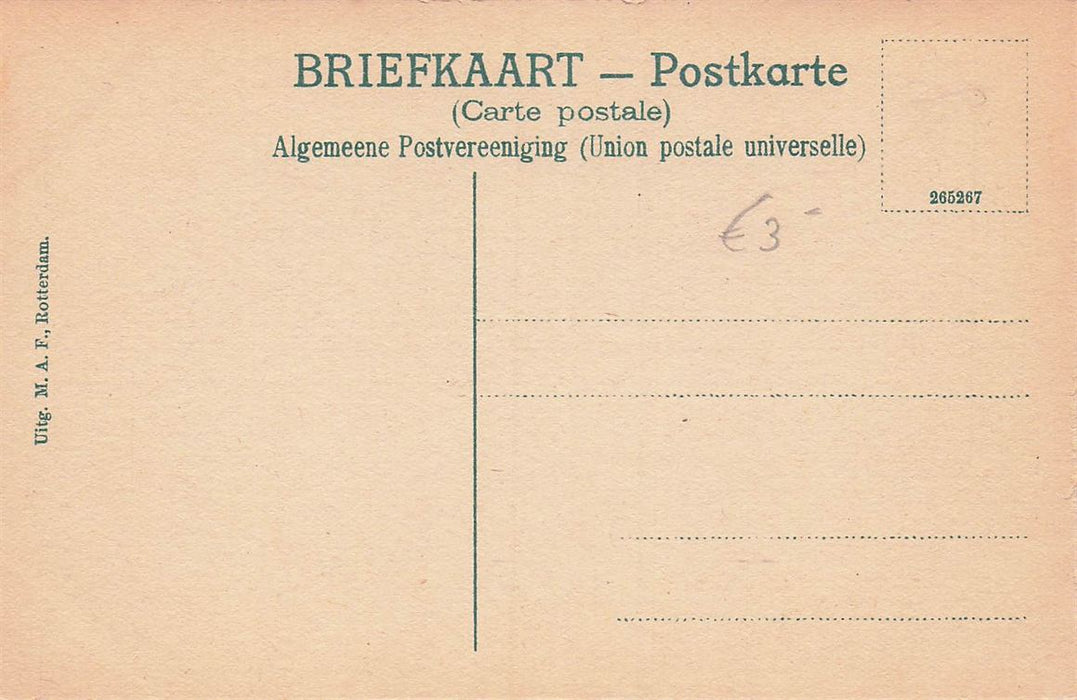 BRIEFKAART — Postkarte
(Carte postale)
Algemeene Postvereeniging (Union postale universelle)
265267
€3-
Uitg. M. A. F., Rotterdam.